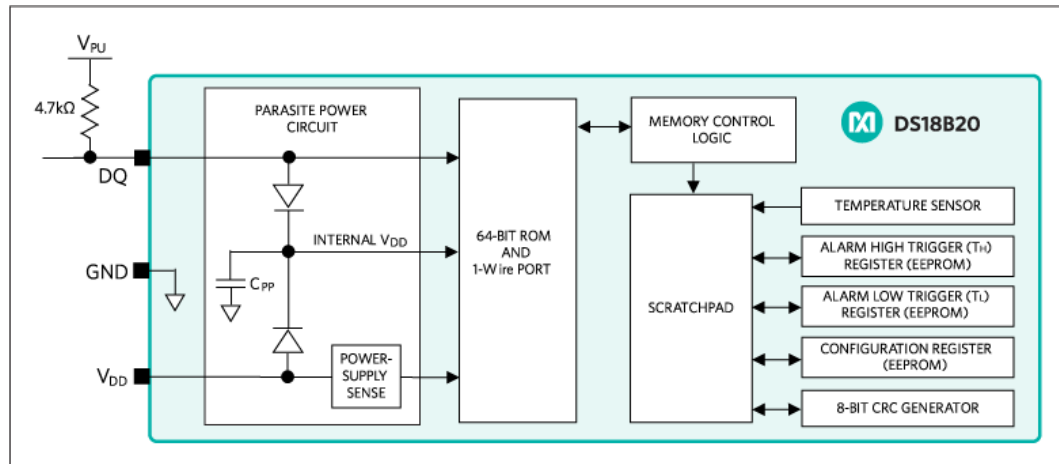 VPU
4.7kΩ
DQ
GND
VDD
PARASITE POWER
CIRCUIT
INTERNAL VDD
CPP
POWER-
SUPPLY
SENSE
64-BIT ROM
AND
1-Wire PORT
MEMORY CONTROL
LOGIC
SCRATCHPAD
DS18B20
TEMPERATURE SENSOR
ALARM HIGH TRIGGER (TH)
REGISTER (EEPROM)
ALARM LOW TRIGGER (TL)
REGISTER (EEPROM)
CONFIGURATION REGISTER
(EEPROM)
8-BIT CRC GENERATOR